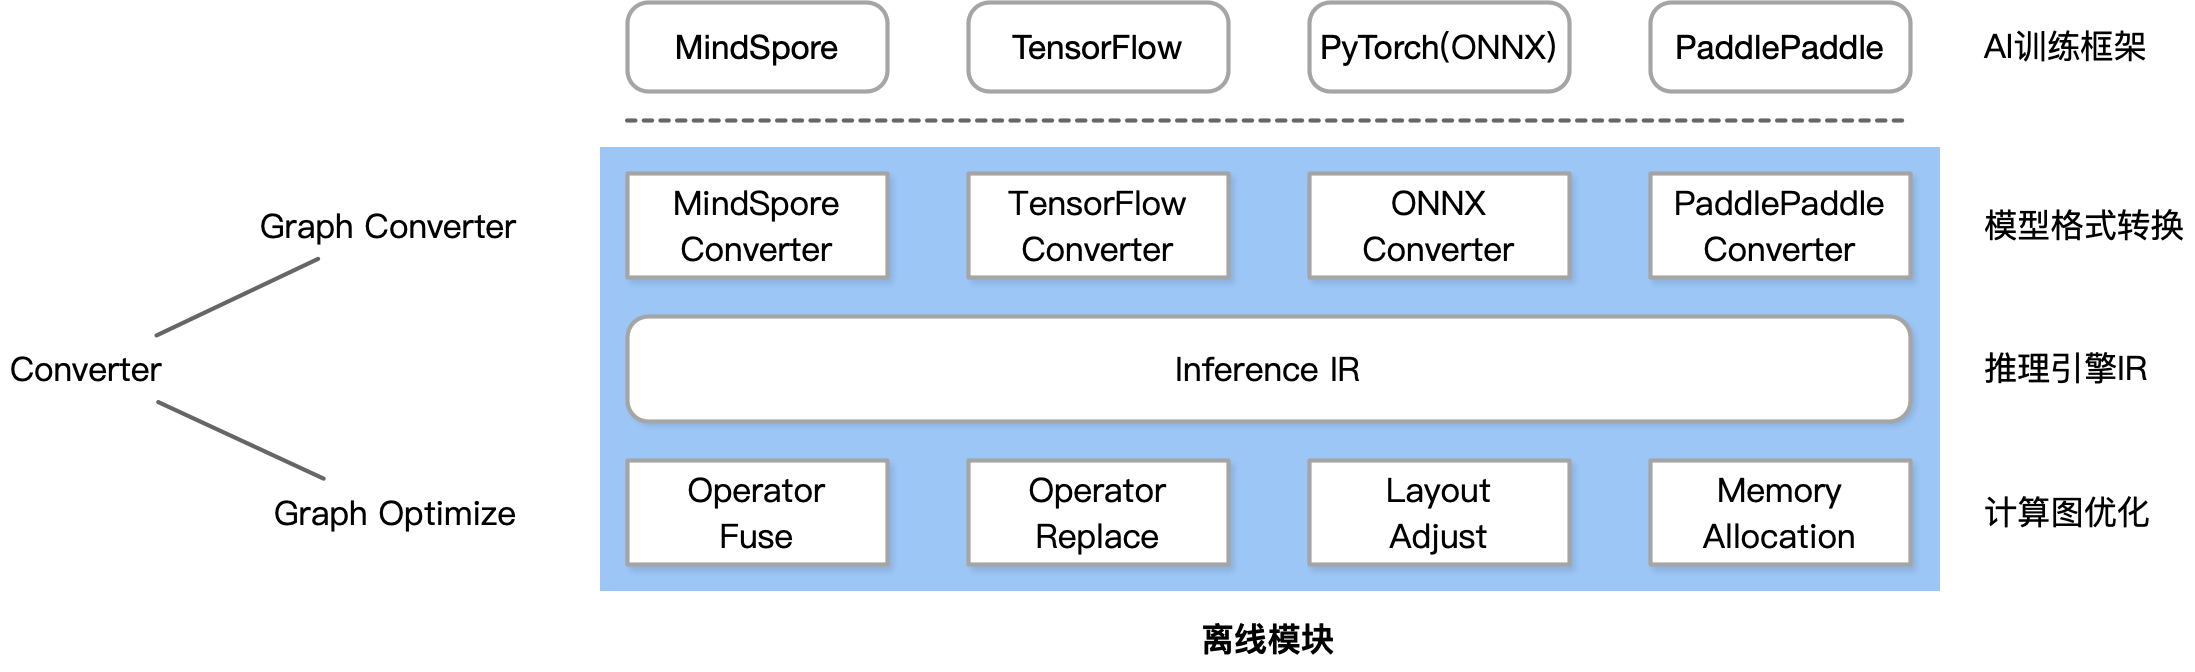 MindSpore
TensorFlow
PyTorch(ONNX)
PaddlePaddle
AI训练框架
Graph Converter
MindSpore
Converter
TensorFlow
Converter
ONNX
Converter
PaddlePaddle
Converter
模型格式转换
Converter
Inference IR
推理引擎IR
Graph Optimize
Operator
Fuse
Operator
Replace
Layout
Adjust
Memory
Allocation
计算图优化
离线模块